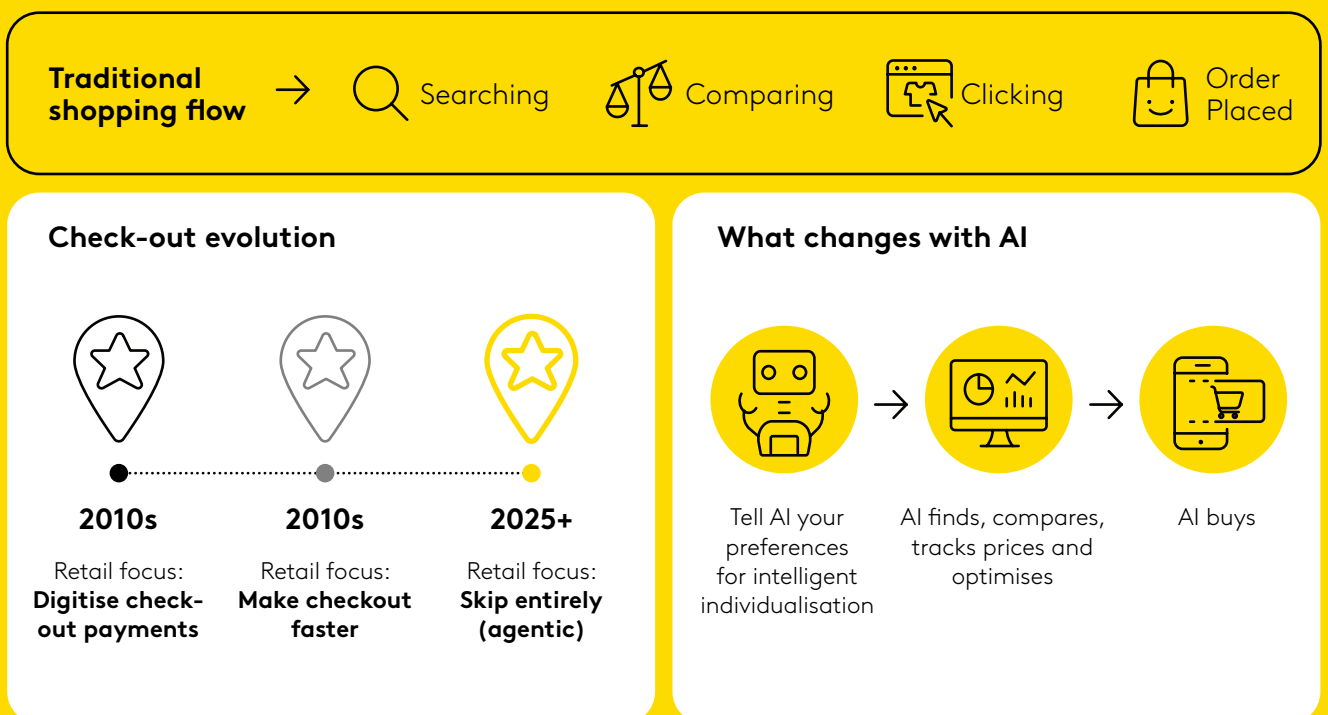 Traditional
shopping flow
Searching
Comparing
Clicking
Order
Placed
Check-out evolution
2010s
Retail focus:
Digitise check-
out payments
2010s
Retail focus:
Make checkout
faster
2025+
Retail focus:
Skip entirely
(agentic)
What changes with AI
Tell AI your
preferences
for intelligent
individualisation
AI finds, compares,
tracks prices and
optimises
AI buys